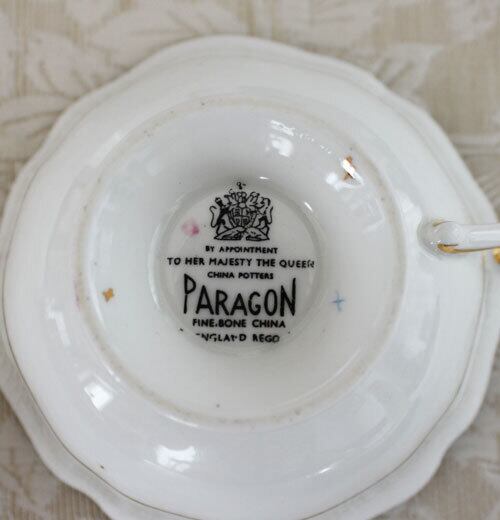 BY APPOINTMENT
TO HER MAJESTY THE QUEEN
CHINA POTTERS
PARAGON
FINE.BONE CHINA
ENGLAND REGD